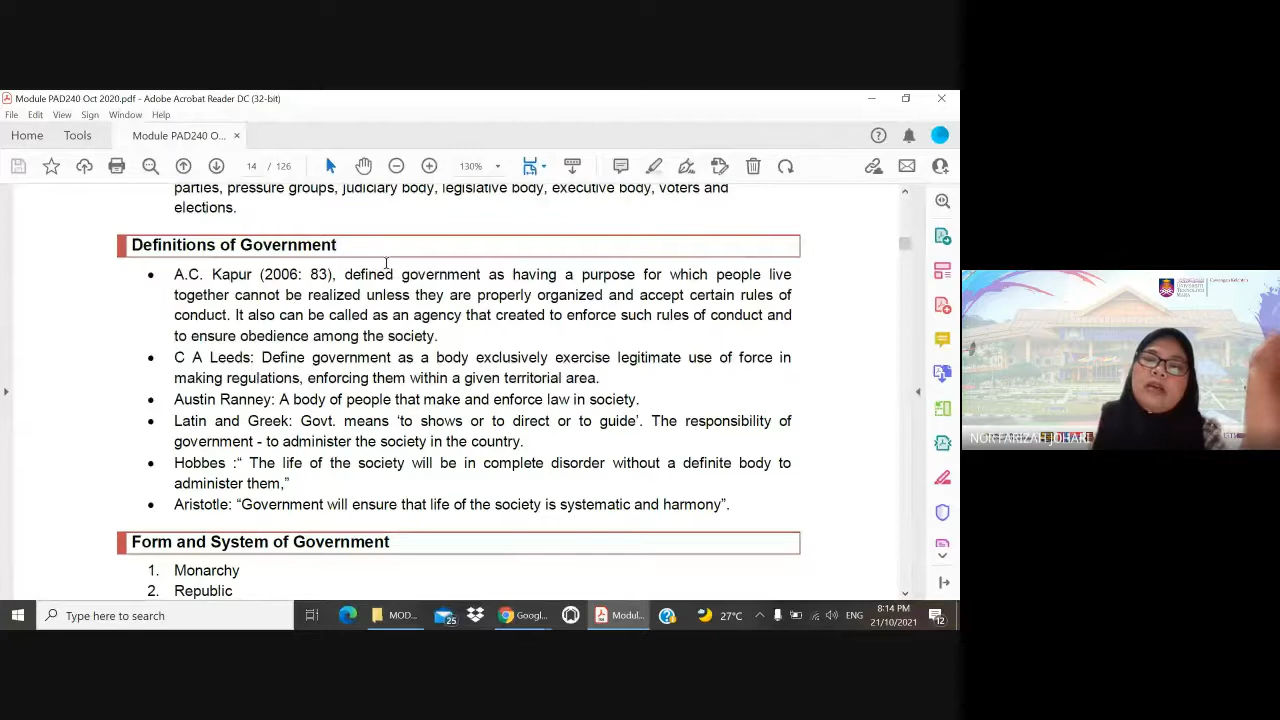 Module PAD240 Oct 2020.pdf - Adobe Acrobat Reader DC (32-bit)
File Edit View Sign Window Help
Home Tools Module PAD240 O... ×
14 / 126 130%
parties, pressure groups, judiciary body, legislative body, executive body, voters and
elections.
Definitions of Government
• A.C. Kapur (2006: 83), defined government as having a purpose for which people live
together cannot be realized unless they are properly organized and accept certain rules of
conduct. It also can be called as an agency that created to enforce such rules of conduct and
to ensure obedience among the society.
• C A Leeds: Define government as a body exclusively exercise legitimate use of force in
making regulations, enforcing them within a given territorial area.
• Austin Ranney: A body of people that make and enforce law in society.
• Latin and Greek: Govt. means ‘to shows or to direct or to guide’. The responsibility of
government - to administer the society in the country.
• Hobbes :“ The life of the society will be in complete disorder without a definite body to
administer them,”
• Aristotle: “Government will ensure that life of the society is systematic and harmony”.
Form and System of Government
1. Monarchy
2. Republic
UNIVERSITI
TEKNOLOGI
MARA
NOR FARIZAH JOHARI
Type here to search
MOD...
25
Googl...
Modul...
27°C
ENG
8:14 PM
21/10/2021
12